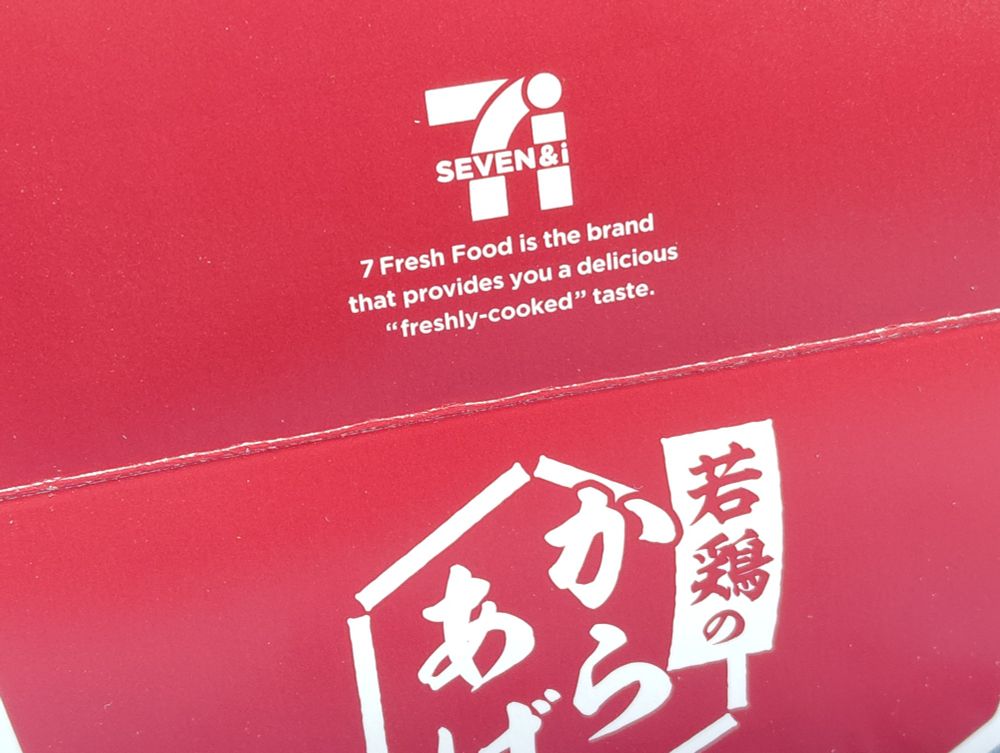 7i
SEVEN&i
7 Fresh Food is the brand
that provides you a delicious
“freshly-cooked” taste.
若鶏の
から
あげ